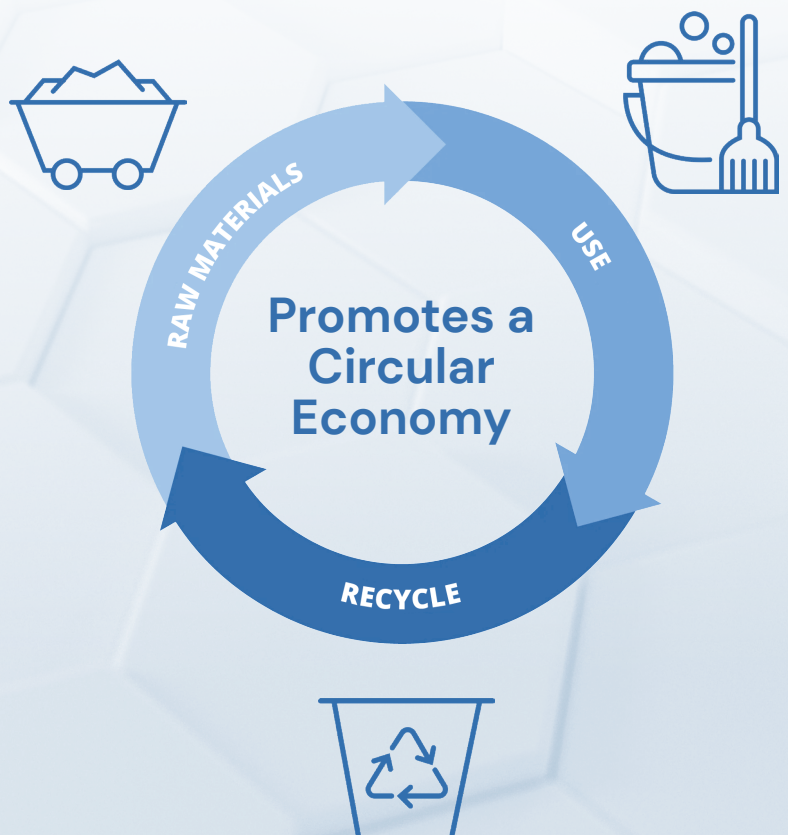 RAW MATERIALS
USE
Promotes a
Circular
Economy
RECYCLE